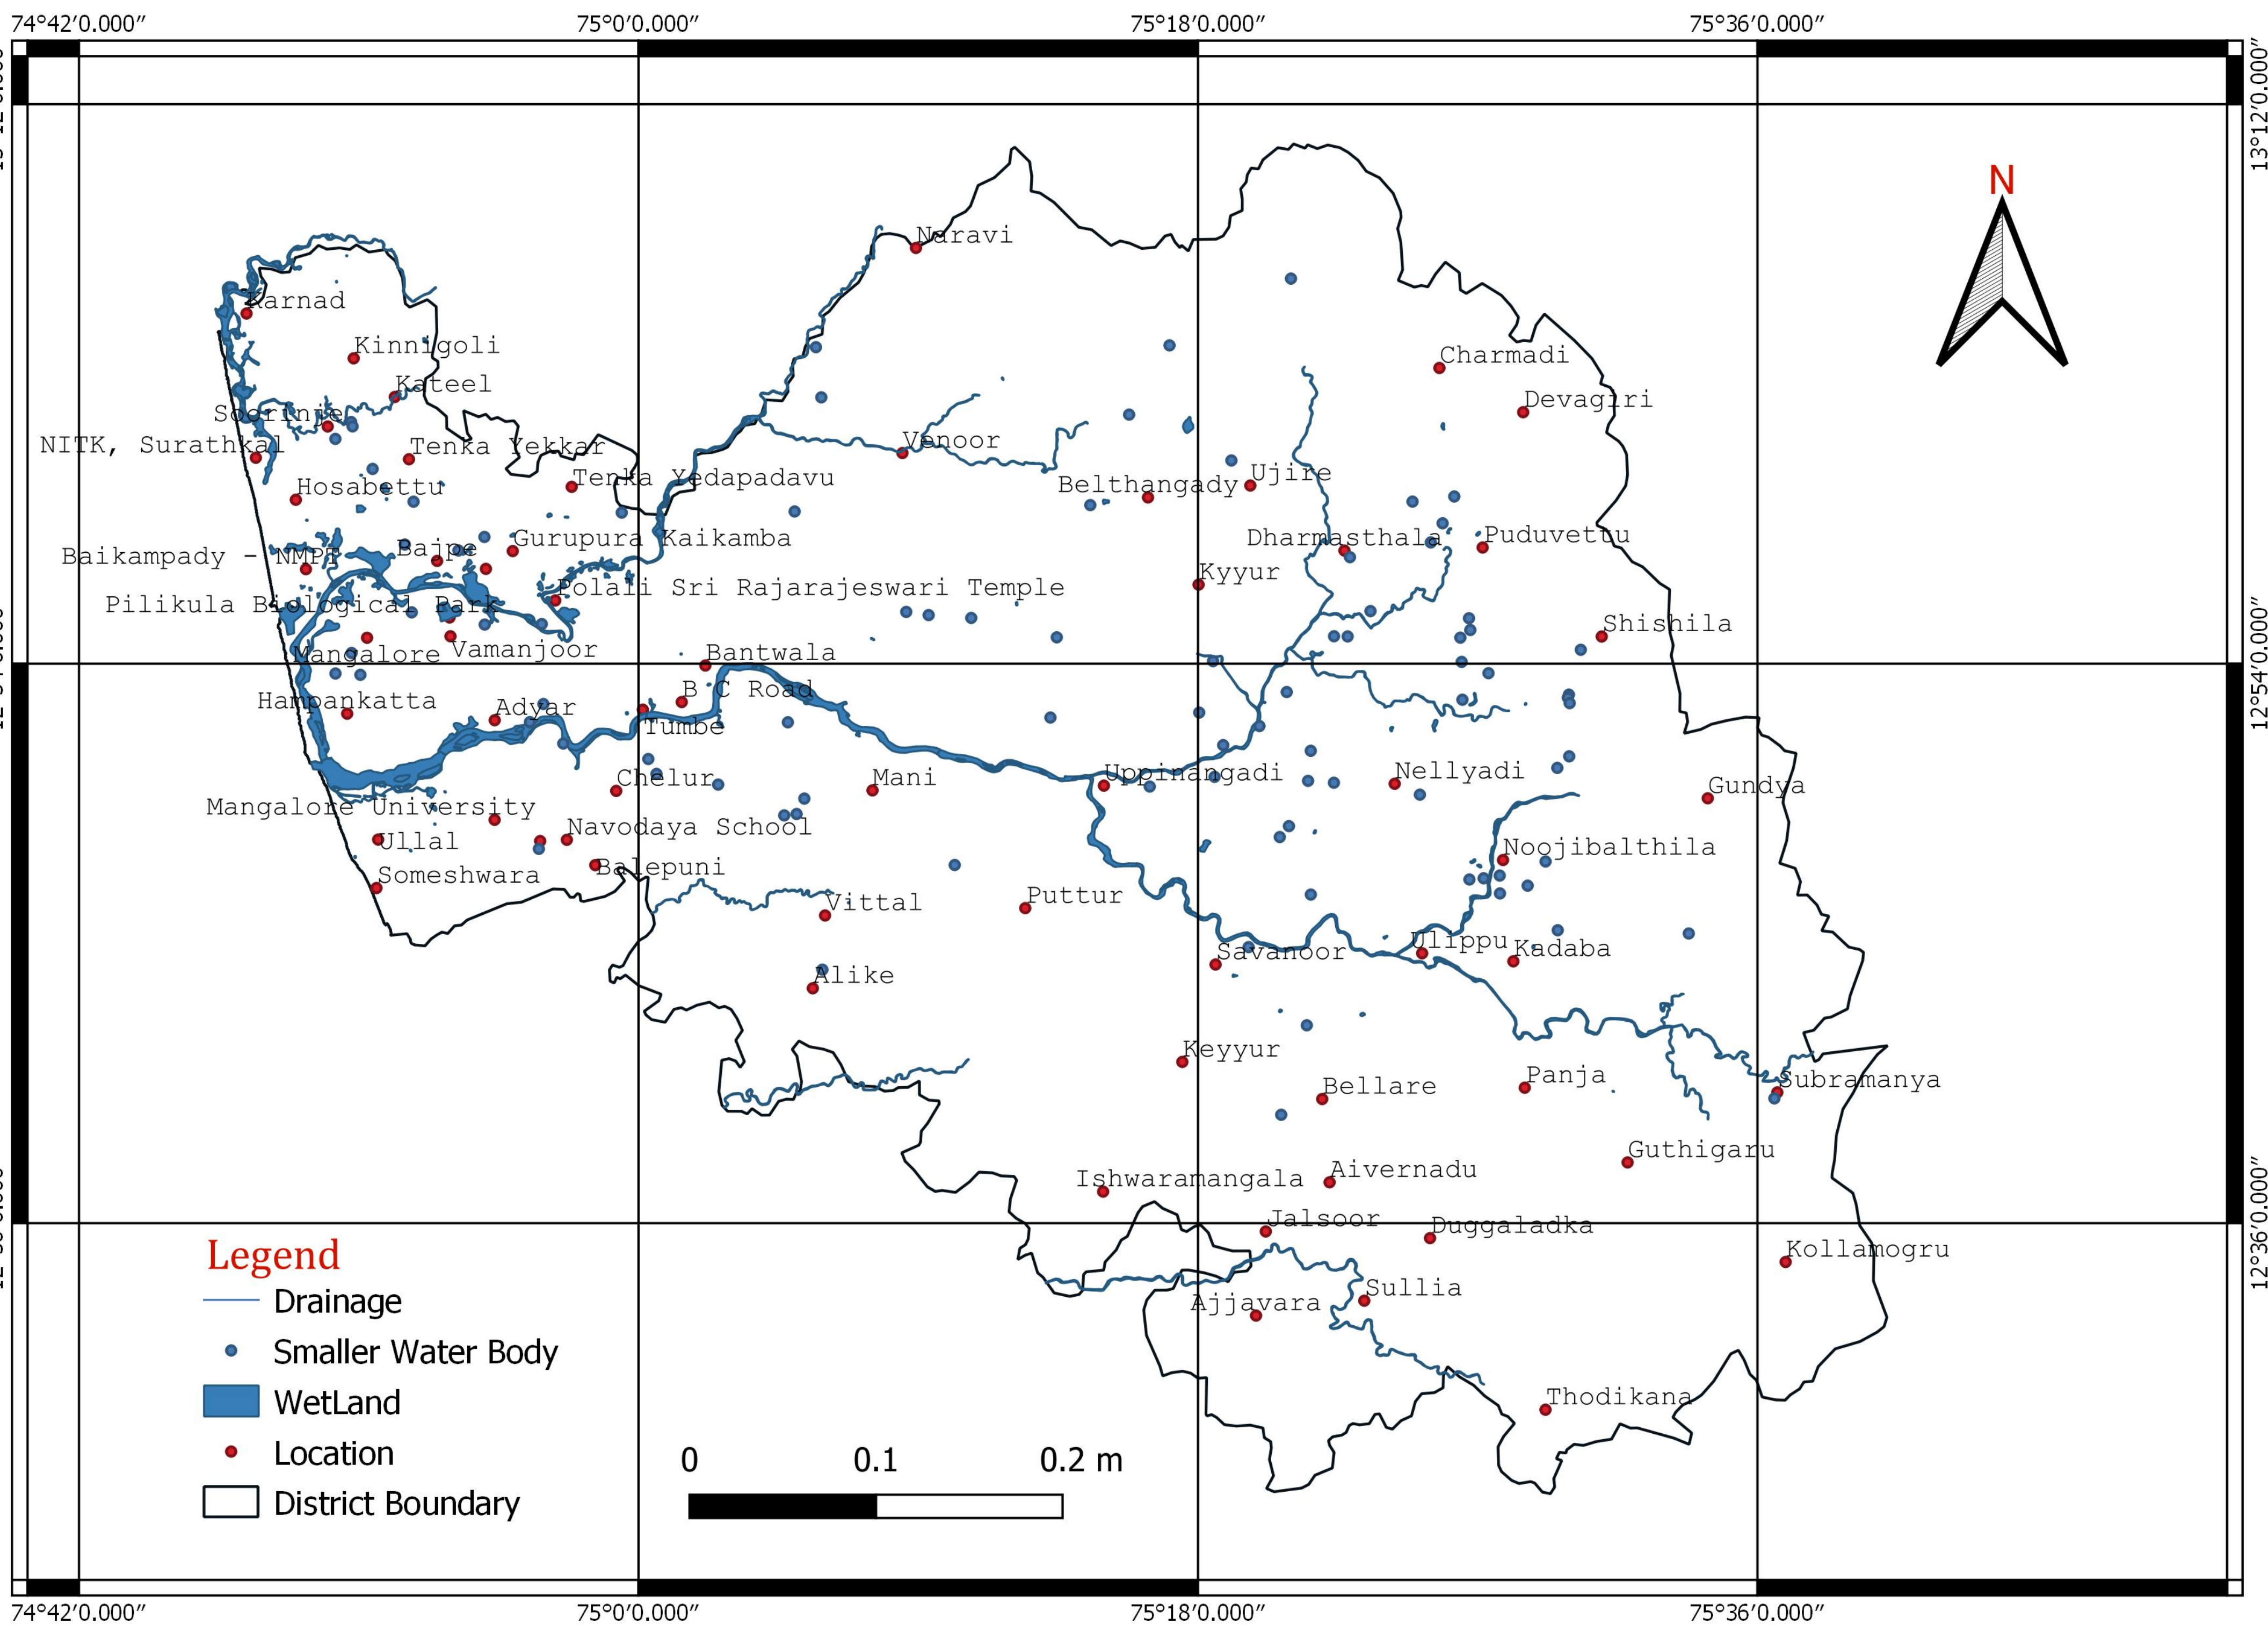 74°42′0.000″ 75°0′0.000″ 75°18′0.000″ 75°36′0.000″
13°12′0.000″
N
Naravi
Karnad
Kinnigoli
Charmadi
Kateel
Devagiri
Soorinje
NITK, Surathkal
Tenka Yekkar
Venoor
Tenka Yedapadavu
Belthangady
Ujire
Hosabettu
Gurupura Kaikamba
Dharmasthala
Puduvettu
Baikampady - NMPT
Bajpe
Kyyur
Polali Sri Rajarajeswari Temple
Pilikula Biological Park
Shishila
Mangalore
Vamanjoor
Bantwala
12°54′0.000″
B C Road
Hampankatta
Adyar
Tumbe
Chelur
Mani
Uppinangadi
Nellyadi
Gundya
Mangalore University
Navodaya School
Ullal
Noojibalthila
Someshwara
Balepuni
Vittal
Puttur
Savanoor
Ulippu
Kadaba
Alike
Keyyur
Bellare
Panja
Subramanya
Guthigaru
Ishwaramangala
Aivernadu
Jalsoor
Duggaladka
12°36′0.000″
Kollamogru
Ajjavara
Sullia
Thodikana
Legend
Drainage
Smaller Water Body
WetLand
Location
District Boundary
0 0.1 0.2 m
74°42′0.000″ 75°0′0.000″ 75°18′0.000″ 75°36′0.000″